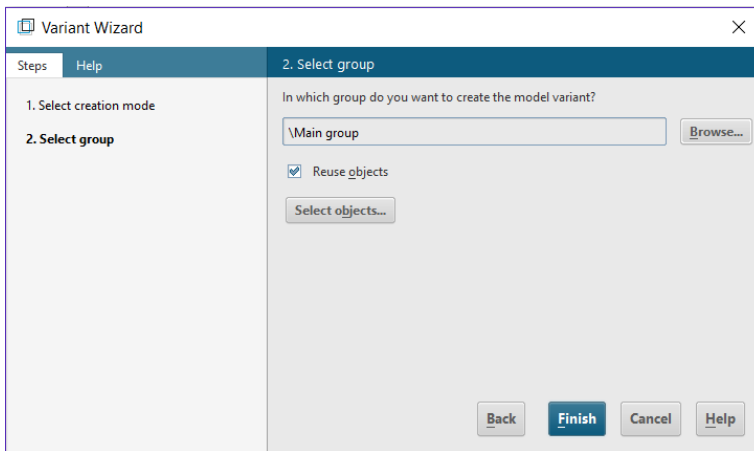 Variant Wizard
Steps Help
2. Select group
1. Select creation mode
2. Select group
In which group do you want to create the model variant?
\Main group
Browse...
Reuse objects
Select objects...
Back Finish Cancel Help